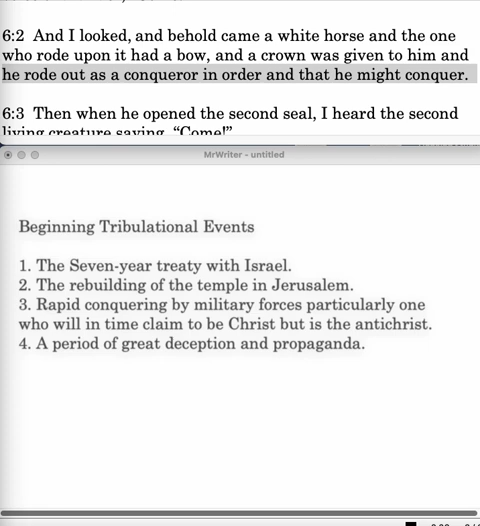 6:2 And I looked, and behold came a white horse and the one
who rode upon it had a bow, and a crown was given to him and
he rode out as a conqueror in order and that he might conquer.
6:3 Then when he opened the second seal, I heard the second
living creature saying, “Come!”
MrWriter - untitled
Beginning Tribulational Events
1. The Seven-year treaty with Israel.
2. The rebuilding of the temple in Jerusalem.
3. Rapid conquering by military forces particularly one
who will in time claim to be Christ but is the antichrist.
4. A period of great deception and propaganda.